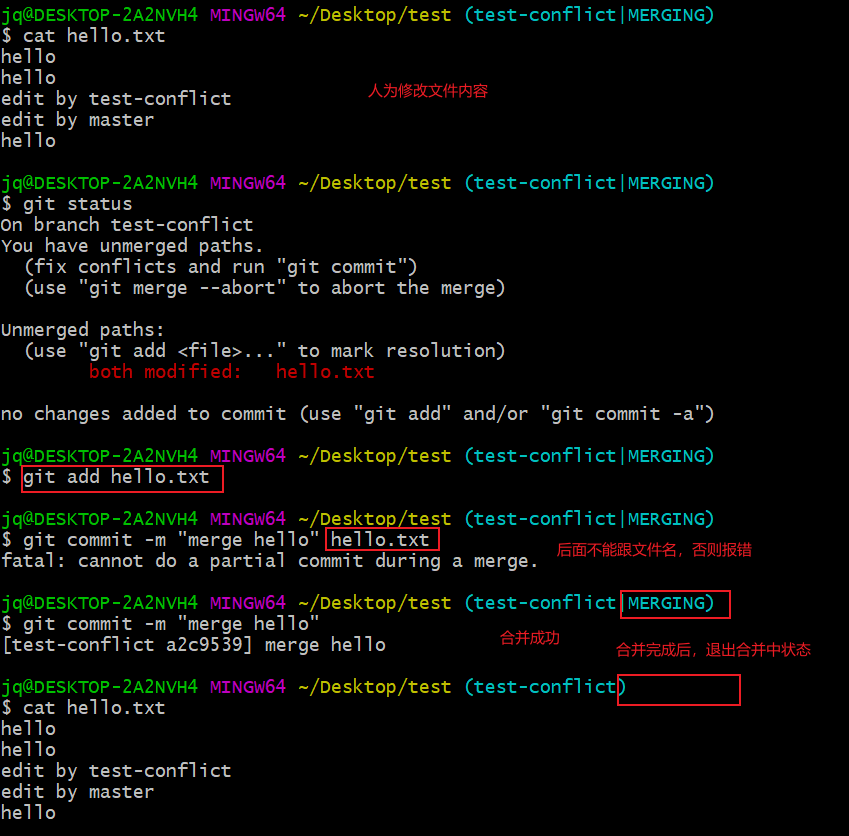 jq@DESKTOP-2A2NVH4 MINGW64 ~/Desktop/test (test-conflict|MERGING)
$ cat hello.txt
hello
hello
人为修改文件内容
edit by test-conflict
edit by master
hello
jq@DESKTOP-2A2NVH4 MINGW64 ~/Desktop/test (test-conflict|MERGING)
$ git status
On branch test-conflict
You have unmerged paths.
  (fix conflicts and run "git commit")
  (use "git merge --abort" to abort the merge)
Unmerged paths:
  (use "git add <file>..." to mark resolution)
        both modified:   hello.txt
no changes added to commit (use "git add" and/or "git commit -a")
jq@DESKTOP-2A2NVH4 MINGW64 ~/Desktop/test (test-conflict|MERGING)
$ git add hello.txt
jq@DESKTOP-2A2NVH4 MINGW64 ~/Desktop/test (test-conflict|MERGING)
$ git commit -m "merge hello" hello.txt
后面不能跟文件名，否则报错
fatal: cannot do a partial commit during a merge.
jq@DESKTOP-2A2NVH4 MINGW64 ~/Desktop/test (test-conflict|MERGING)
$ git commit -m "merge hello"
合并成功
[test-conflict a2c9539] merge hello
合并完成后，退出合并中状态
jq@DESKTOP-2A2NVH4 MINGW64 ~/Desktop/test (test-conflict)
$ cat hello.txt
hello
hello
edit by test-conflict
edit by master
hello